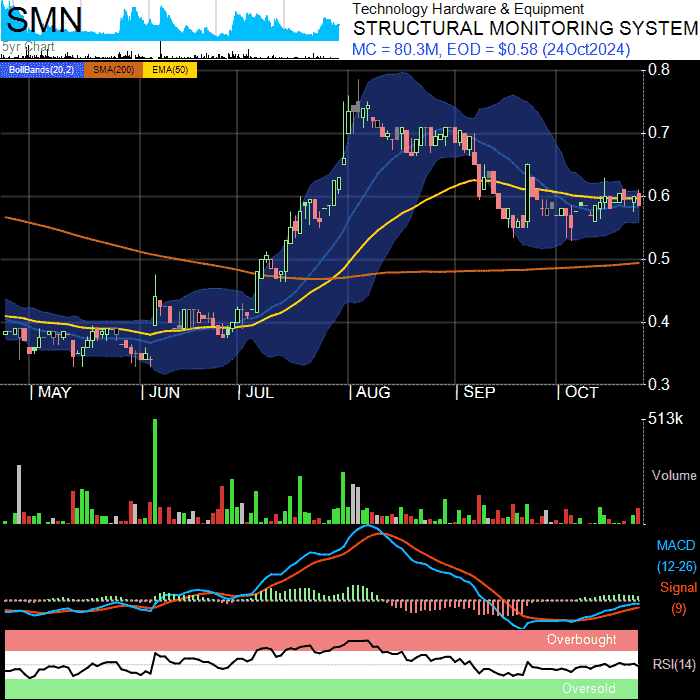 SMN
5yr Chart
Technology Hardware & Equipment
STRUCTURAL MONITORING SYSTEM
MC = 80.3M, EOD = $0.58 (24Oct2024)
BollBands(20,2) SMA(200) EMA(50)
0.8
0.7
0.6
0.5
0.4
0.3
MAY JUN JUL AUG SEP OCT
513k
Volume
MACD
(12-26)
Signal
(9)
Overbought
RSI(14)
Oversold